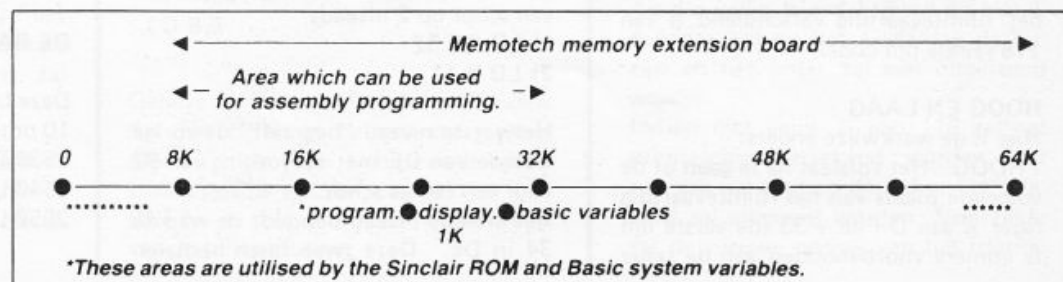 Memotech memory extension board
Area which can be used
for assembly programming.
0 8K 16K 32K 48K 64K
.program.●display.●basic variables
1K
*These areas are utilised by the Sinclair ROM and Basic system variables.